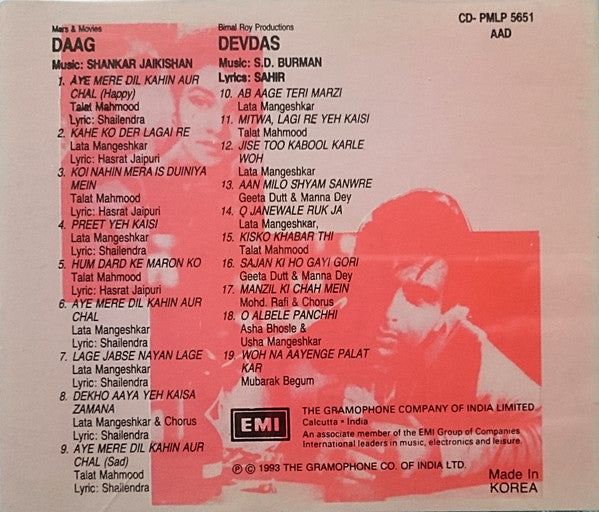 Mars & Movies
DAAG
Music: SHANKAR JAIKISHAN
1. AYE MERE DIL KAHIN AUR
CHAL (Happy)
Talat Mahmood
Lyric: Shailendra
2. KAHE KO DER LAGAI RE
Lata Mangeshkar
Lyric: Hasrat Jaipuri
3. KOI NAHIN MERA IS DUINIYA
MEIN
Talat Mahmood
Lyric: Hasrat Jaipuri
4. PREET YEH KAISI
Lata Mangeshkar
Lyric: Shailendra
5. HUM DARD KE MARON KO
Talat Mahmood
Lyric: Hasrat Jaipuri
6. AYE MERE DIL KAHIN AUR
CHAL
Lata Mangeshkar
Lyric: Shailendra
7. LAGE JABSE NAYAN LAGE
Lata Mangeshkar
Lyric: Shailendra
8. DEKHO AAYA YEH KAISA
ZAMANA
Lata Mangeshkar & Chorus
Lyric: Shailendra
9. AYE MERE DIL KAHIN AUR
CHAL (Sad)
Talat Mahmood
Lyric: Shailendra
Bimal Roy Productions
DEVDAS
Music: S.D. BURMAN
Lyrics: SAHIR
10. AB AAGE TERI MARZI
Lata Mangeshkar
11. MITWA, LAGI RE YEH KAISI
Talat Mahmood
12. JISE TOO KABOOL KARLE
WOH
Lata Mangeshkar
13. AAN MILO SHYAM SANWRE
Geeta Dutt & Manna Dey
14. O JANEWALE RUK JA
Lata Mangeshkar,
15. KISKO KHABAR THI
Talat Mahmood
16. SAJAN KI HO GAYI GORI
Geeta Dutt & Manna Dey
17. MANZIL KI CHAH MEIN
Mohd. Rafi & Chorus
18. O ALBELE PANCHHI
Asha Bhosle &
Usha Mangeshkar
19. WOH NA AAYENGE PALAT
KAR
Mubarak Begum
CD- PMLP 5651
AAD
EMI
THE GRAMOPHONE COMPANY OF INDIA LIMITED
Calcutta • India
An associate member of the EMI Group of Companies
International leaders in music, electronics and leisure.
℗ © 1993 THE GRAMOPHONE CO. OF INDIA LTD.
Made In
KOREA